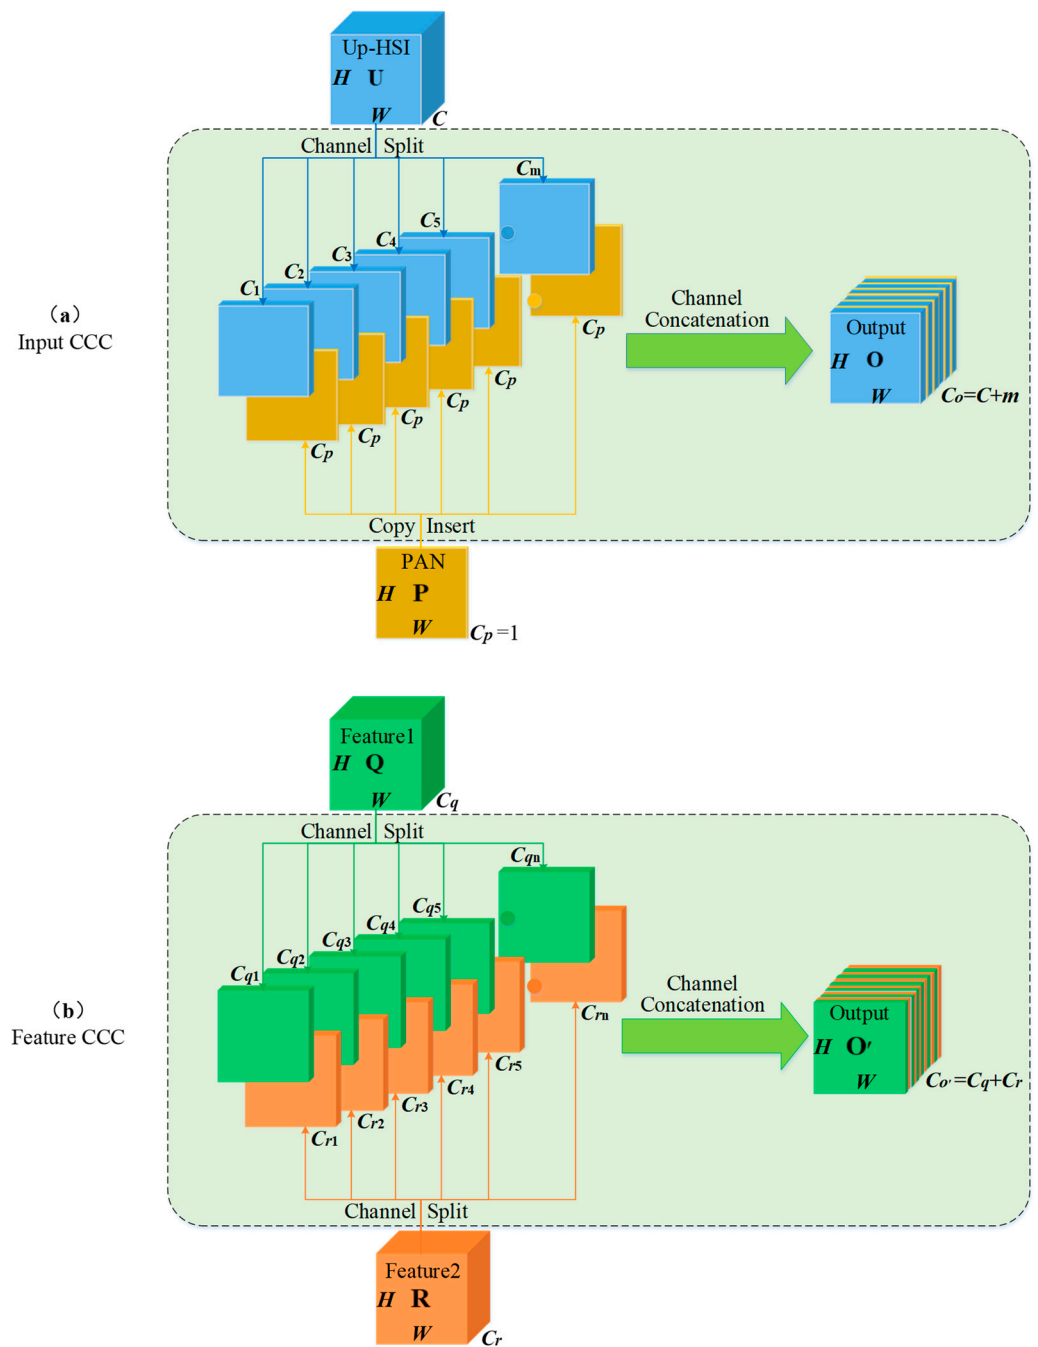 Up-HSI
H U
W
C
Channel Split
Cm
C5
C4
C3
C2
C1
（a）
Input CCC
Channel
Concatenation
Output
H O
W
Co=C+m
Cp
Cp
Cp
Cp
Cp
Cp
Copy Insert
PAN
H P
W
Cp=1
Feature1
H Q
W
Cq
Channel Split
Cqn
Cq5
Cq4
Cq3
Cq2
Cq1
（b）
Feature CCC
Channel
Concatenation
Output
H O′
W
Co′=Cq+Cr
Crn
Cr5
Cr4
Cr3
Cr2
Cr1
Channel Split
Feature2
H R
W
Cr